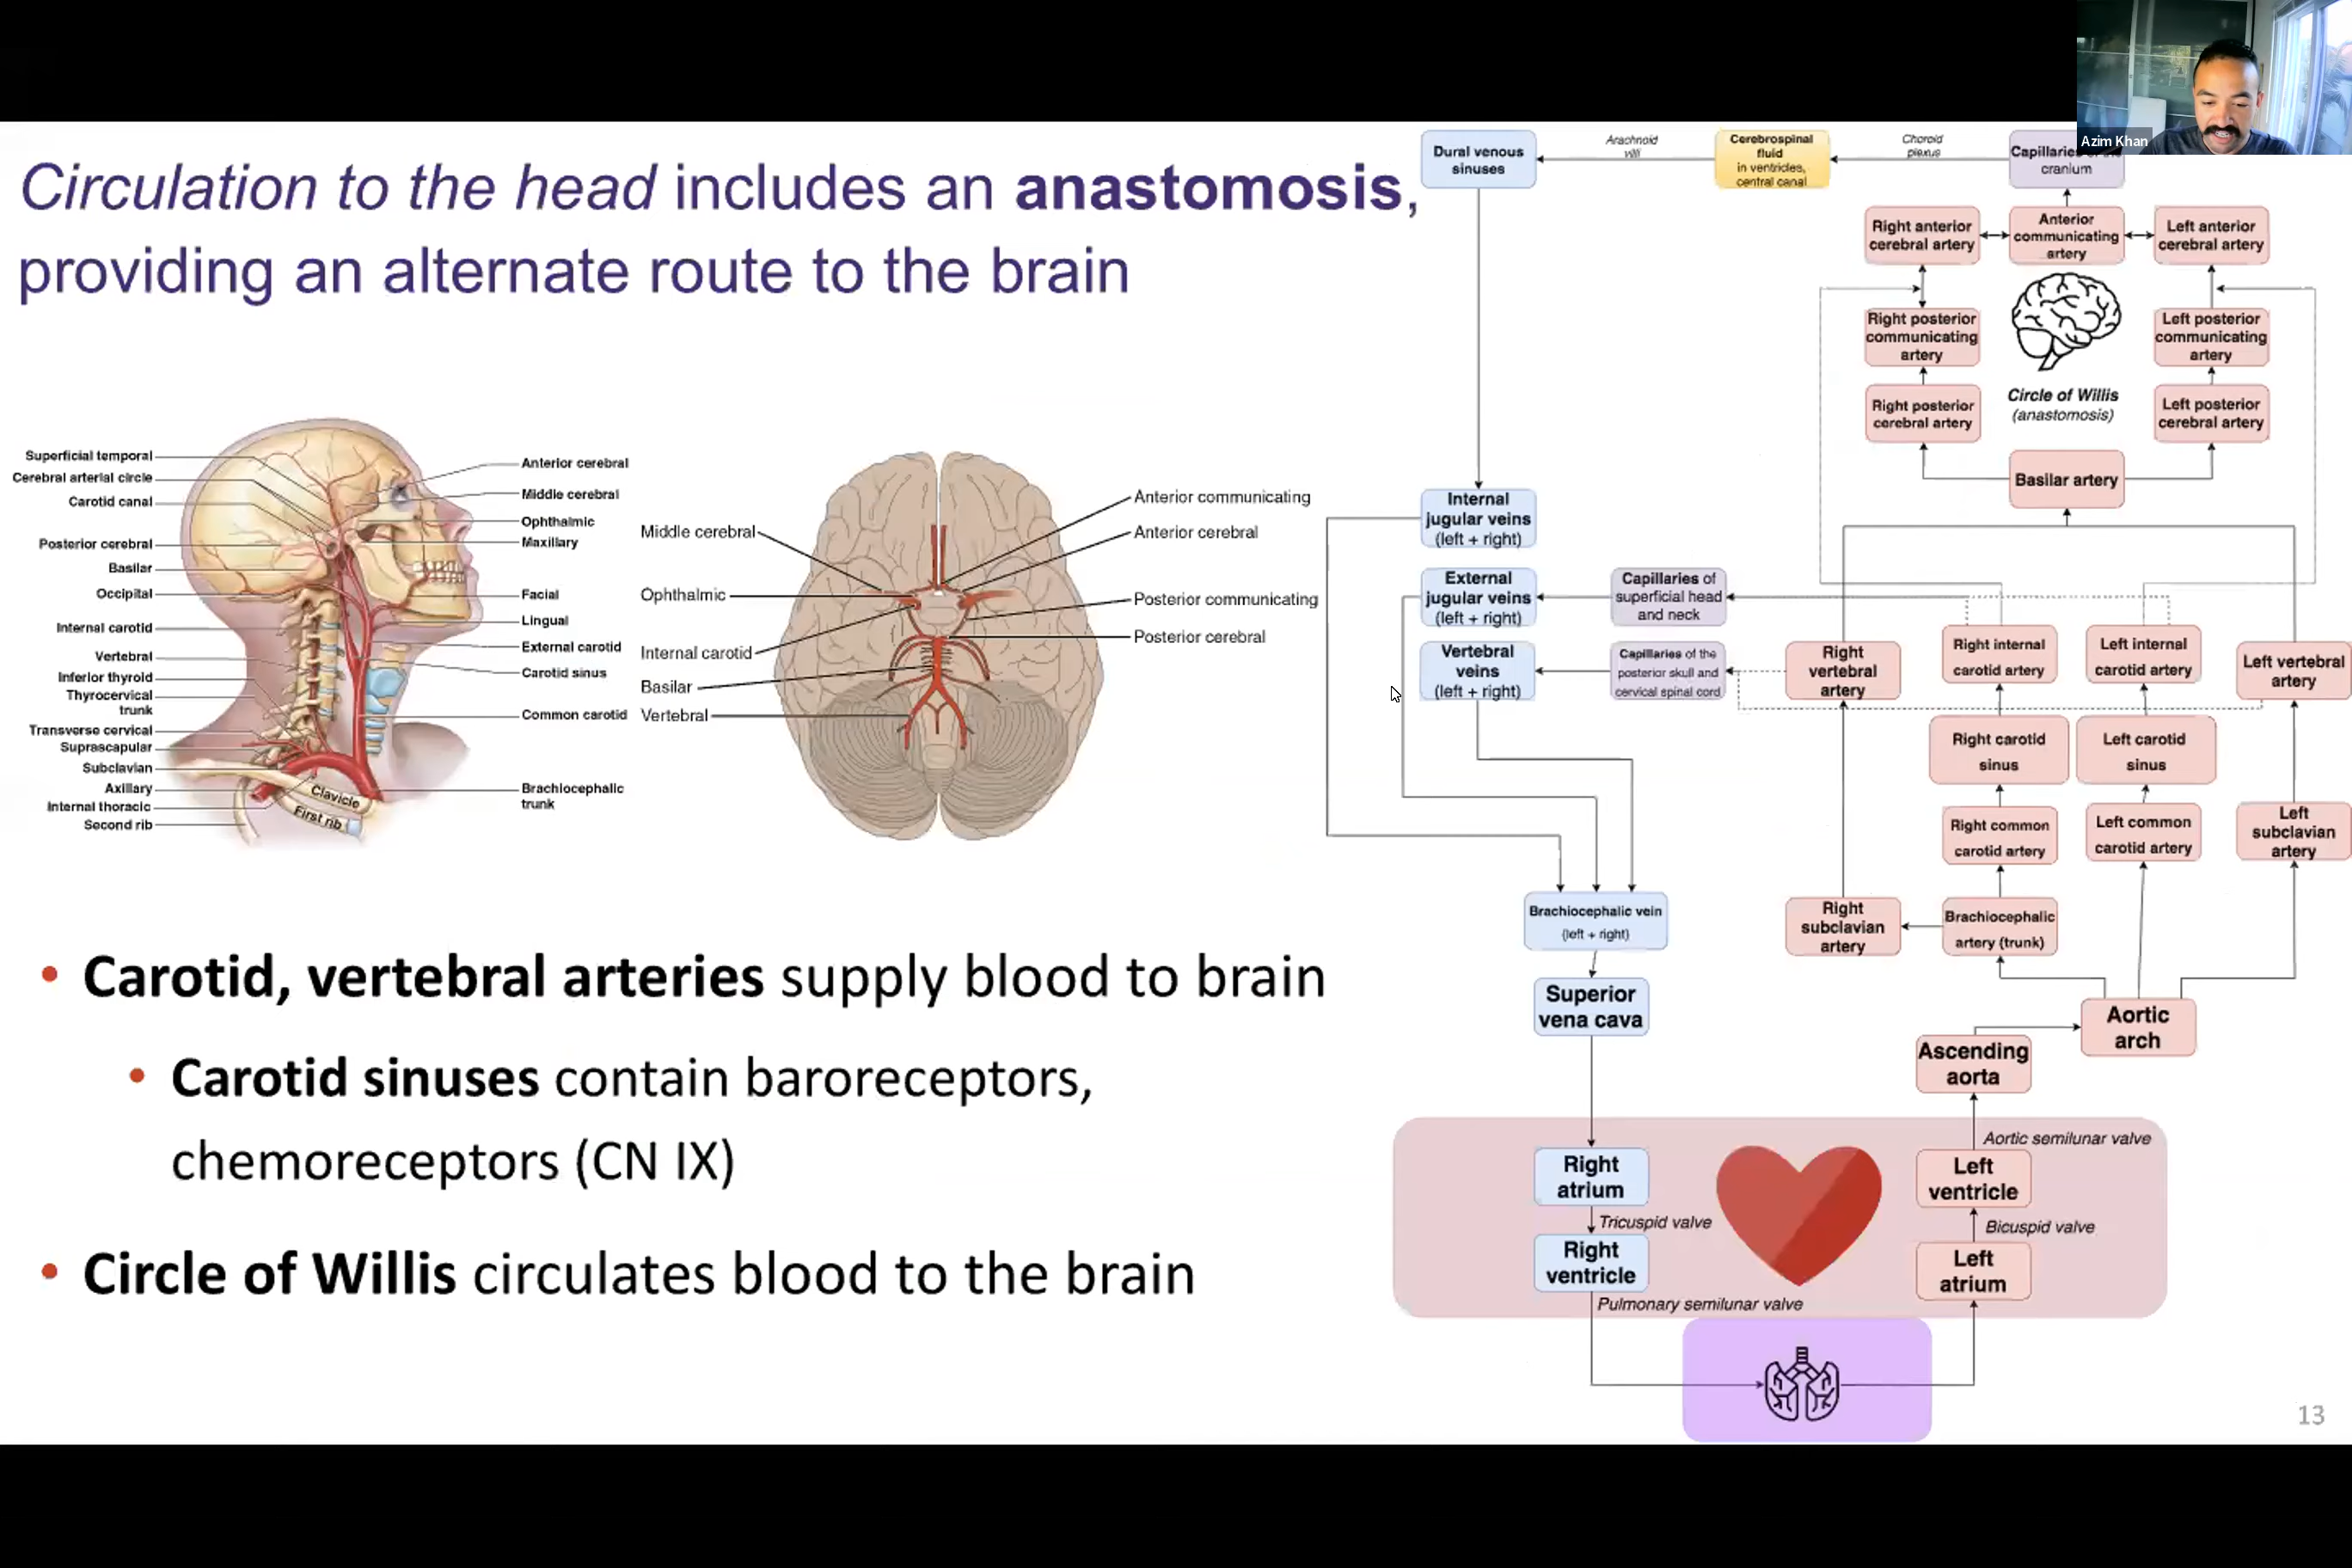 Azim Khan
Circulation to the head includes an anastomosis,
providing an alternate route to the brain
Superficial temporal
Cerebral arterial circle
Carotid canal
Posterior cerebral
Basilar
Occipital
Internal carotid
Vertebral
Inferior thyroid
Thyrocervical
trunk
Transverse cervical
Suprascapular
Subclavian
Axillary
Internal thoracic
Second rib
Clavicle
First rib
Anterior cerebral
Middle cerebral
Ophthalmic
Maxillary
Facial
Lingual
External carotid
Carotid sinus
Common carotid
Brachiocephalic
trunk
Middle cerebral
Ophthalmic
Internal carotid
Basilar
Vertebral
Anterior communicating
Anterior cerebral
Posterior communicating
Posterior cerebral
• Carotid, vertebral arteries supply blood to brain
• Carotid sinuses contain baroreceptors,
chemoreceptors (CN IX)
• Circle of Willis circulates blood to the brain
Dural venous
sinuses
Arachnoid
villi
Cerebrospinal
fluid
in ventricles,
central canal
Choroid
plexus
Capillaries
cranium
Right anterior
cerebral artery
Anterior
communicating
artery
Left anterior
cerebral artery
Right posterior
communicating
artery
Left posterior
communicating
artery
Circle of Willis
(anastomosis)
Right posterior
cerebral artery
Left posterior
cerebral artery
Basilar artery
Internal
jugular veins
(left + right)
External
jugular veins
(left + right)
Capillaries of
superficial head
and neck
Vertebral
veins
(left + right)
Capillaries of the
posterior skull and
cervical spinal cord
Right
vertebral
artery
Right internal
carotid artery
Left internal
carotid artery
Left vertebral
artery
Right carotid
sinus
Left carotid
sinus
Right common
carotid artery
Left common
carotid artery
Left
subclavian
artery
Brachiocephalic vein
(left + right)
Right
subclavian
artery
Brachiocephalic
artery (trunk)
Superior
vena cava
Aortic
arch
Ascending
aorta
Aortic semilunar valve
Right
atrium
Left
ventricle
Tricuspid valve
Bicuspid valve
Right
ventricle
Left
atrium
Pulmonary semilunar valve
13